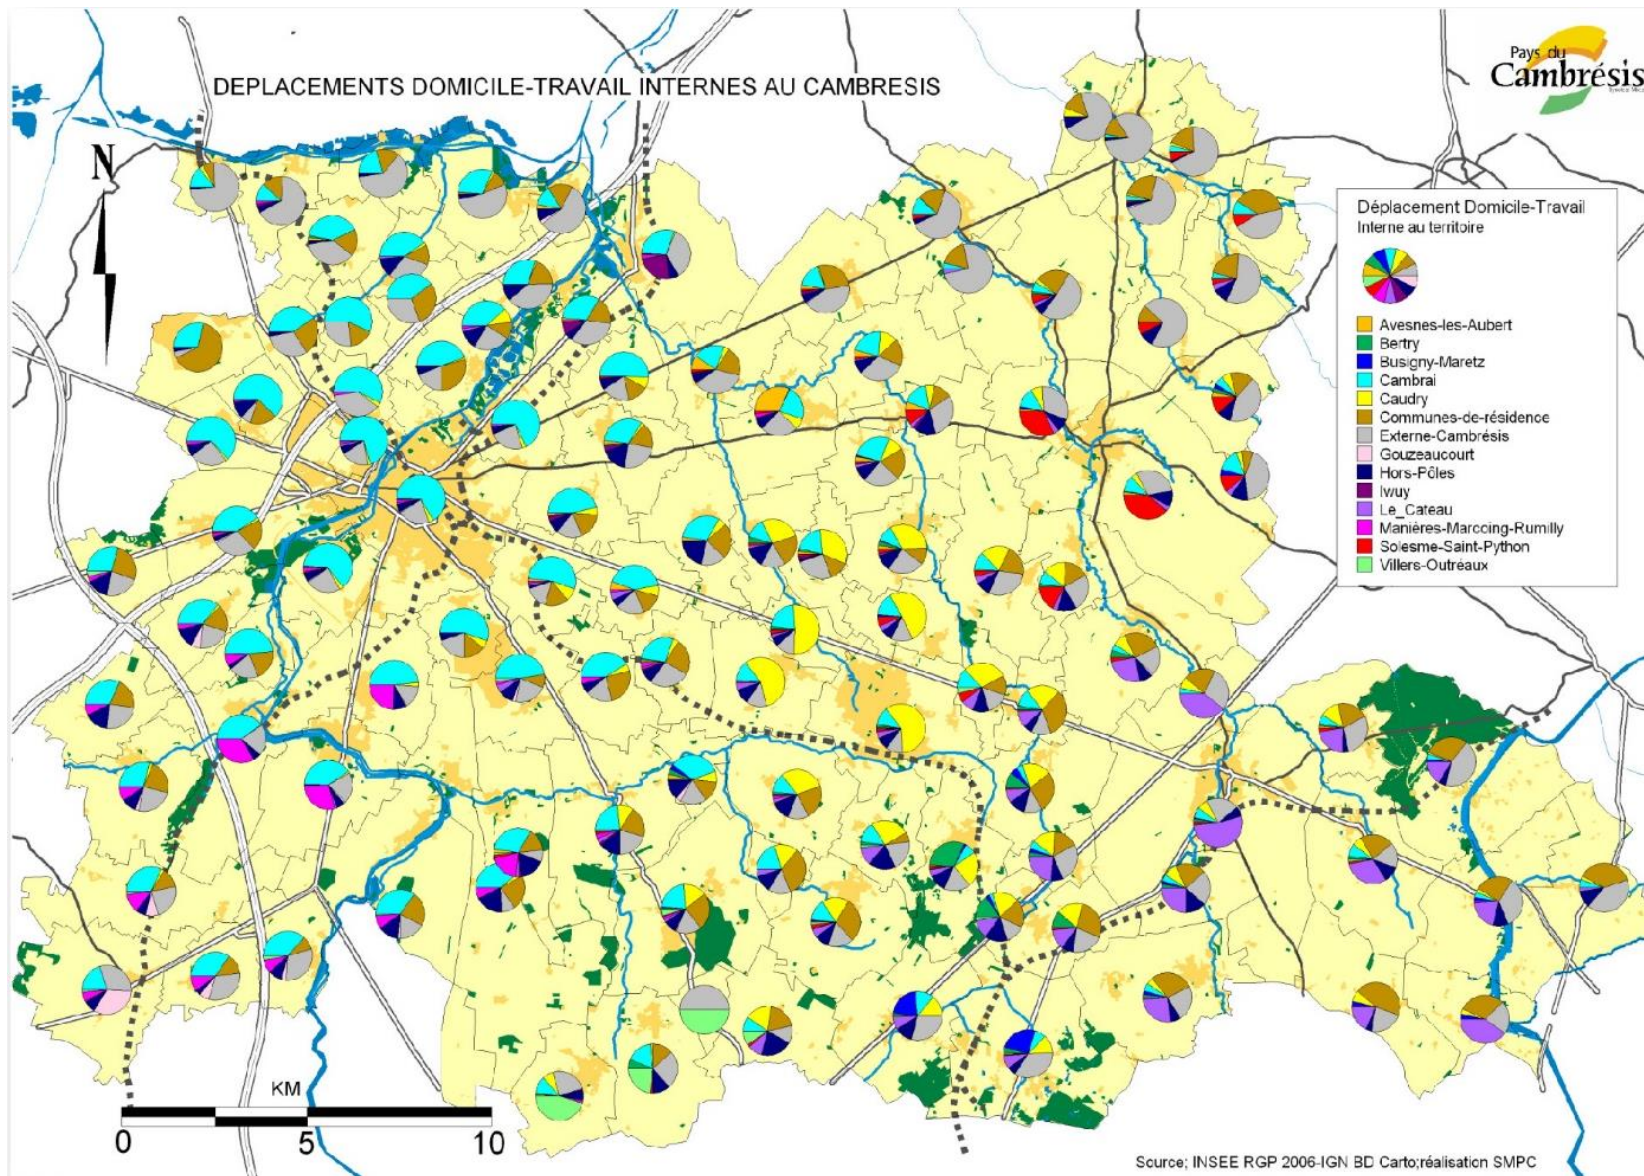 DEPLACEMENTS DOMICILE-TRAVAIL INTERNES AU CAMBRESIS
Pays du
Cambrésis
N
Déplacement Domicile-Travail
Interne au territoire
Avesnes-les-Aubert
Bertry
Busigny-Maretz
Cambrai
Caudry
Communes-de-résidence
Externe-Cambrésis
Gouzeaucourt
Hors-Pôles
Iwuy
Le_Cateau
Manières-Marcoing-Rumilly
Solesme-Saint-Python
Villers-Outréaux
KM
0 5 10
Source; INSEE RGP 2006-IGN BD Carto;réalisation SMPC